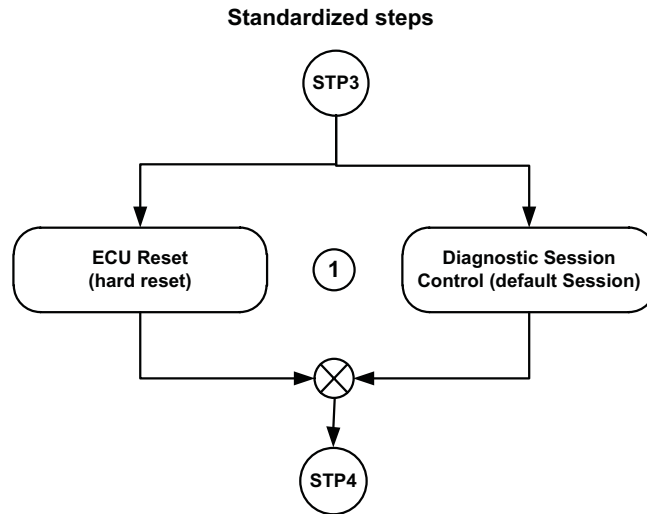 Standardized steps
STP3
ECU Reset
(hard reset)
1
Diagnostic Session
Control (default Session)
STP4